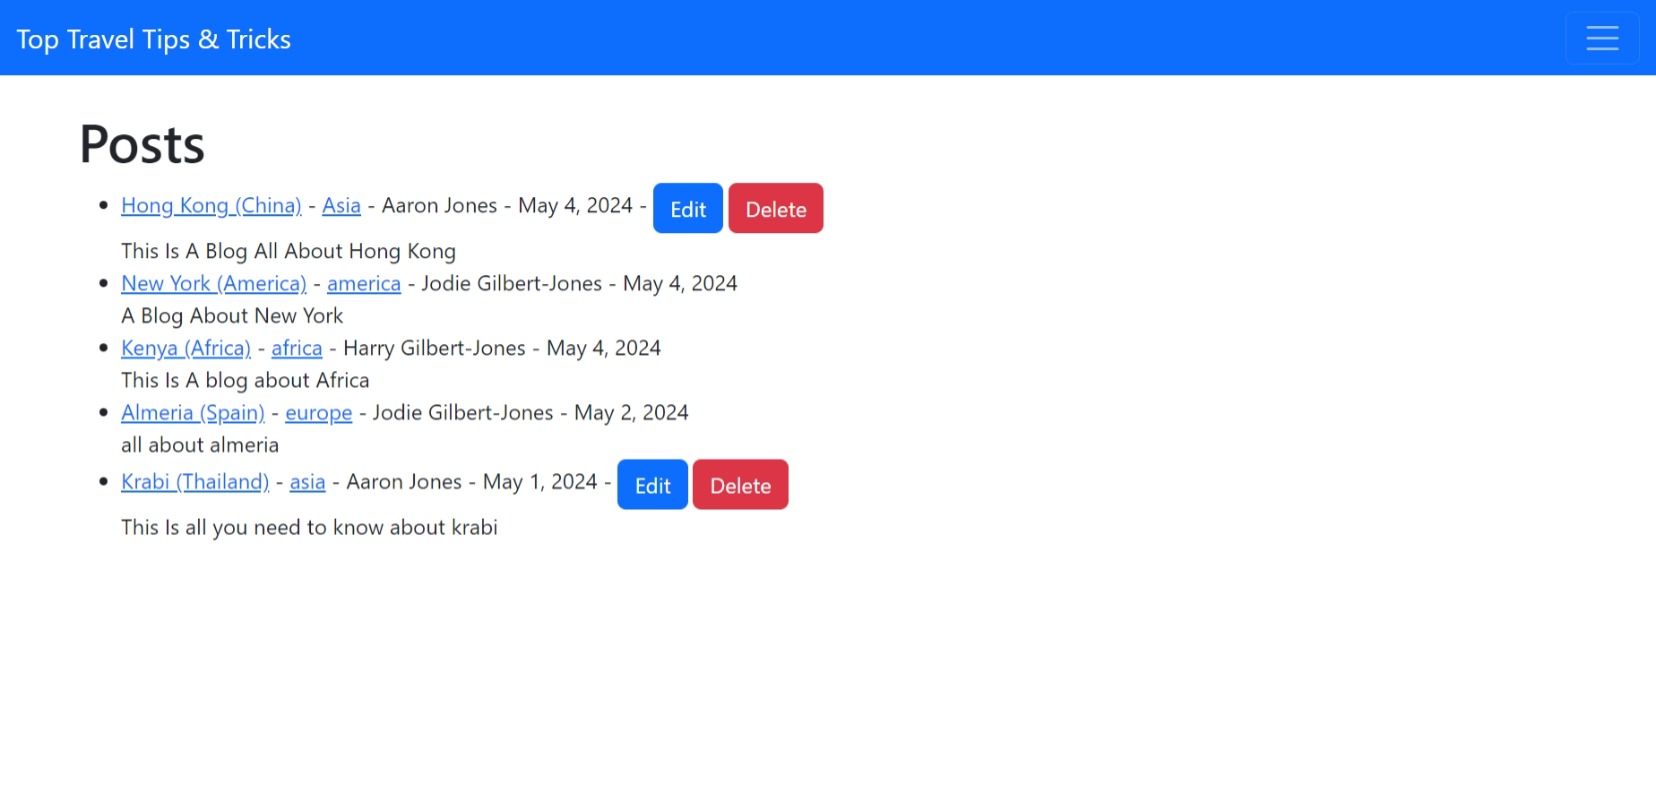 Top Travel Tips & Tricks
Posts
Hong Kong (China) - Asia - Aaron Jones - May 4, 2024 - Edit Delete
This Is A Blog All About Hong Kong
New York (America) - america - Jodie Gilbert-Jones - May 4, 2024
A Blog About New York
Kenya (Africa) - africa - Harry Gilbert-Jones - May 4, 2024
This Is A blog about Africa
Almeria (Spain) - europe - Jodie Gilbert-Jones - May 2, 2024
all about almeria
Krabi (Thailand) - asia - Aaron Jones - May 1, 2024 - Edit Delete
This Is all you need to know about krabi